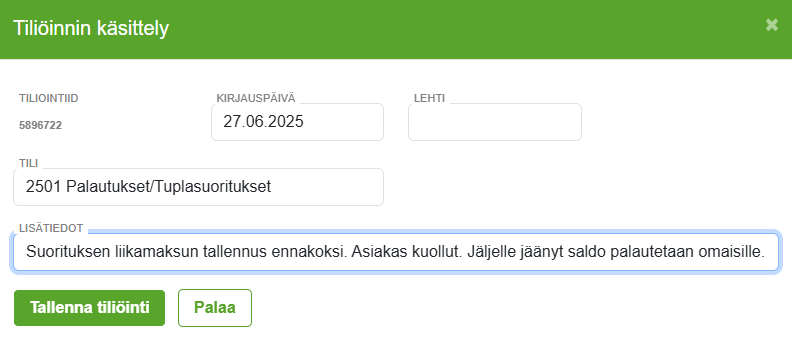 Tiliöinnin käsittely ×
TILIOINTIID KIRJAUSPÄIVÄ LEHTI
5896722 27.06.2025
TILI
2501 Palautukset/Tuplasuoritukset
LISÄTIEDOT
Suorituksen liikamaksun tallennus ennakoksi. Asiakas kuollut. Jäljelle jäänyt saldo palautetaan omaisille.
Tallenna tiliöinti Palaa